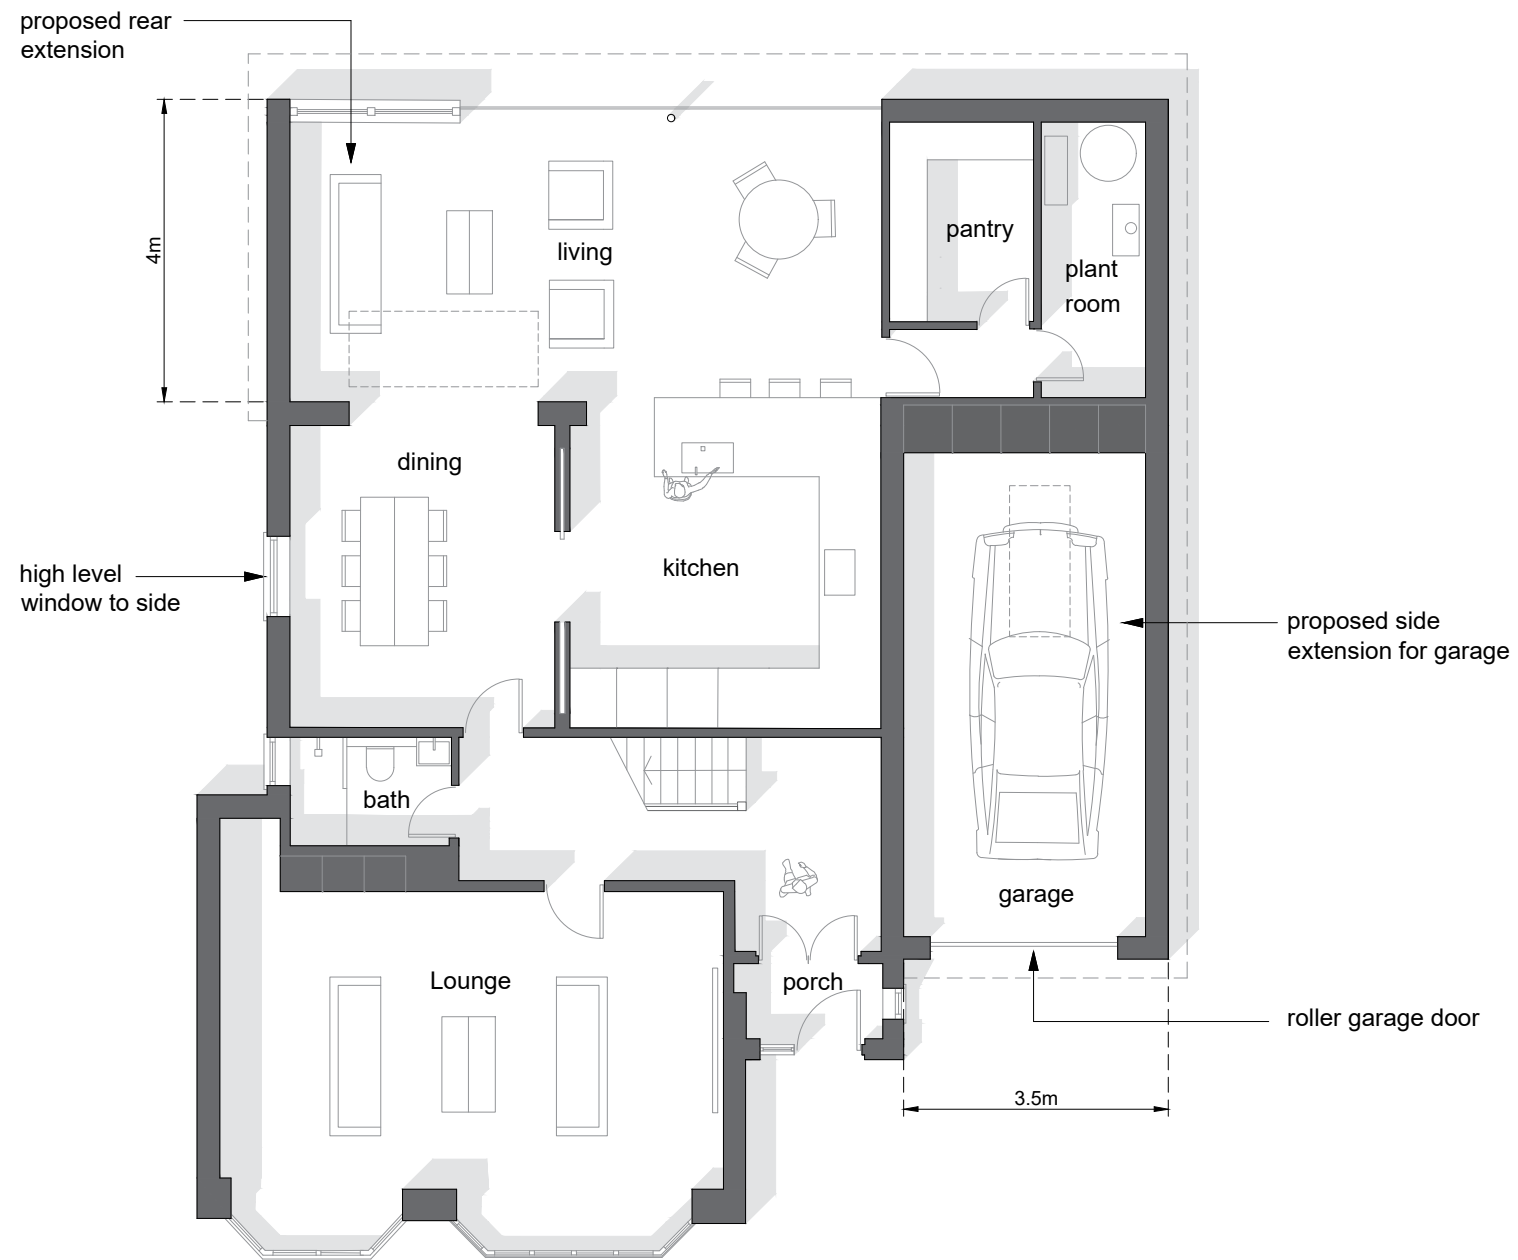 proposed rear
extension
4m
living
pantry
plant
room
dining
high level
window to side
kitchen
proposed side
extension for garage
bath
garage
Lounge
porch
roller garage door
3.5m